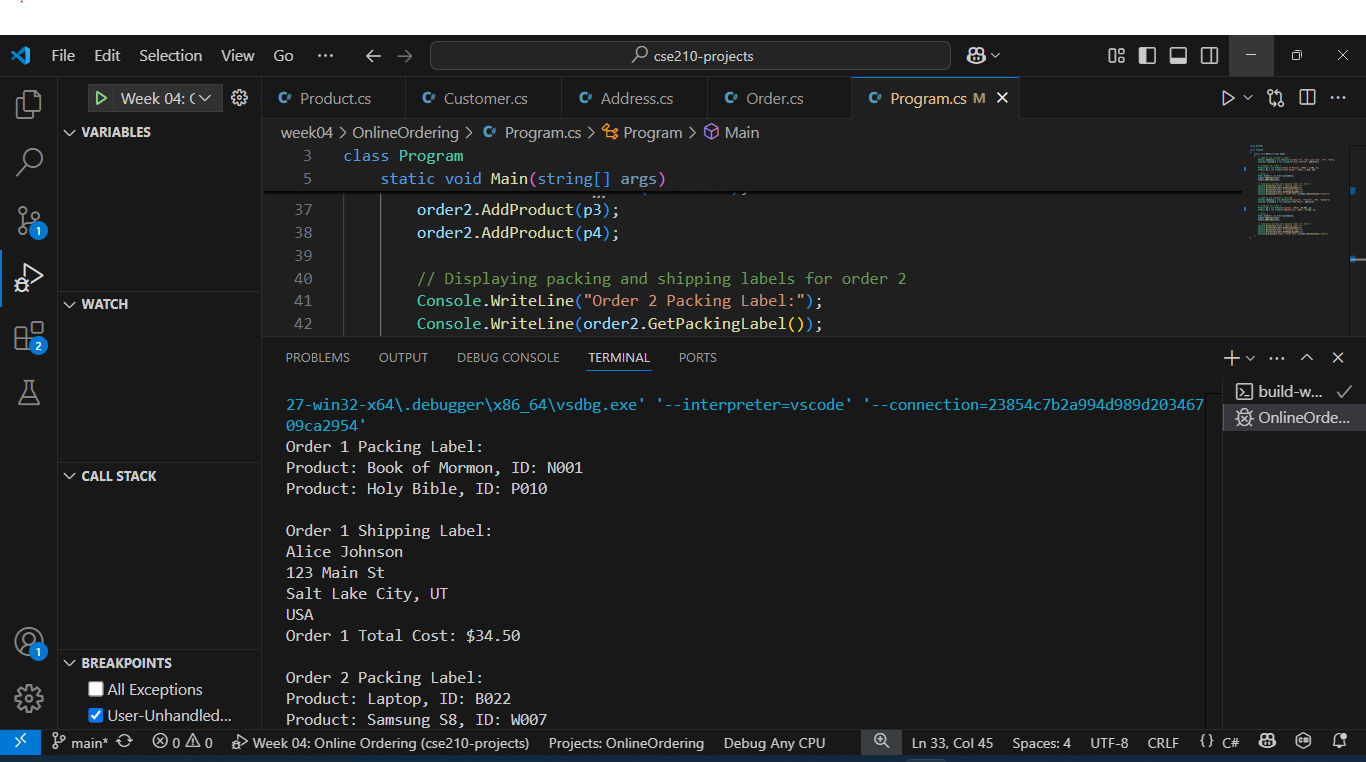 File Edit Selection View Go ··· cse210-projects
Week 04: (
Product.cs Customer.cs Address.cs Order.cs Program.cs M
VARIABLES
week04 > OnlineOrdering > Program.cs > Program > Main
3 class Program
5 static void Main(string[] args)
37 order2.AddProduct(p3);
38 order2.AddProduct(p4);
39
40 // Displaying packing and shipping labels for order 2
41 Console.WriteLine("Order 2 Packing Label:");
42 Console.WriteLine(order2.GetPackingLabel());
1
WATCH
2
PROBLEMS OUTPUT DEBUG CONSOLE TERMINAL PORTS
27-win32-x64\.debugger\x86_64\vsdbg.exe' '--interpreter=vscode' '--connection=23854c7b2a994d989d203467
09ca2954'
Order 1 Packing Label:
Product: Book of Mormon, ID: N001
Product: Holy Bible, ID: P010
Order 1 Shipping Label:
Alice Johnson
123 Main St
Salt Lake City, UT
USA
Order 1 Total Cost: $34.50
Order 2 Packing Label:
Product: Laptop, ID: B022
Product: Samsung S8, ID: W007
build-w...
OnlineOrde...
CALL STACK
1
BREAKPOINTS
All Exceptions
User-Unhandled...
main* 0 0 Week 04: Online Ordering (cse210-projects) Projects: OnlineOrdering Debug Any CPU Ln 33, Col 45 Spaces: 4 UTF-8 CRLF {} C#